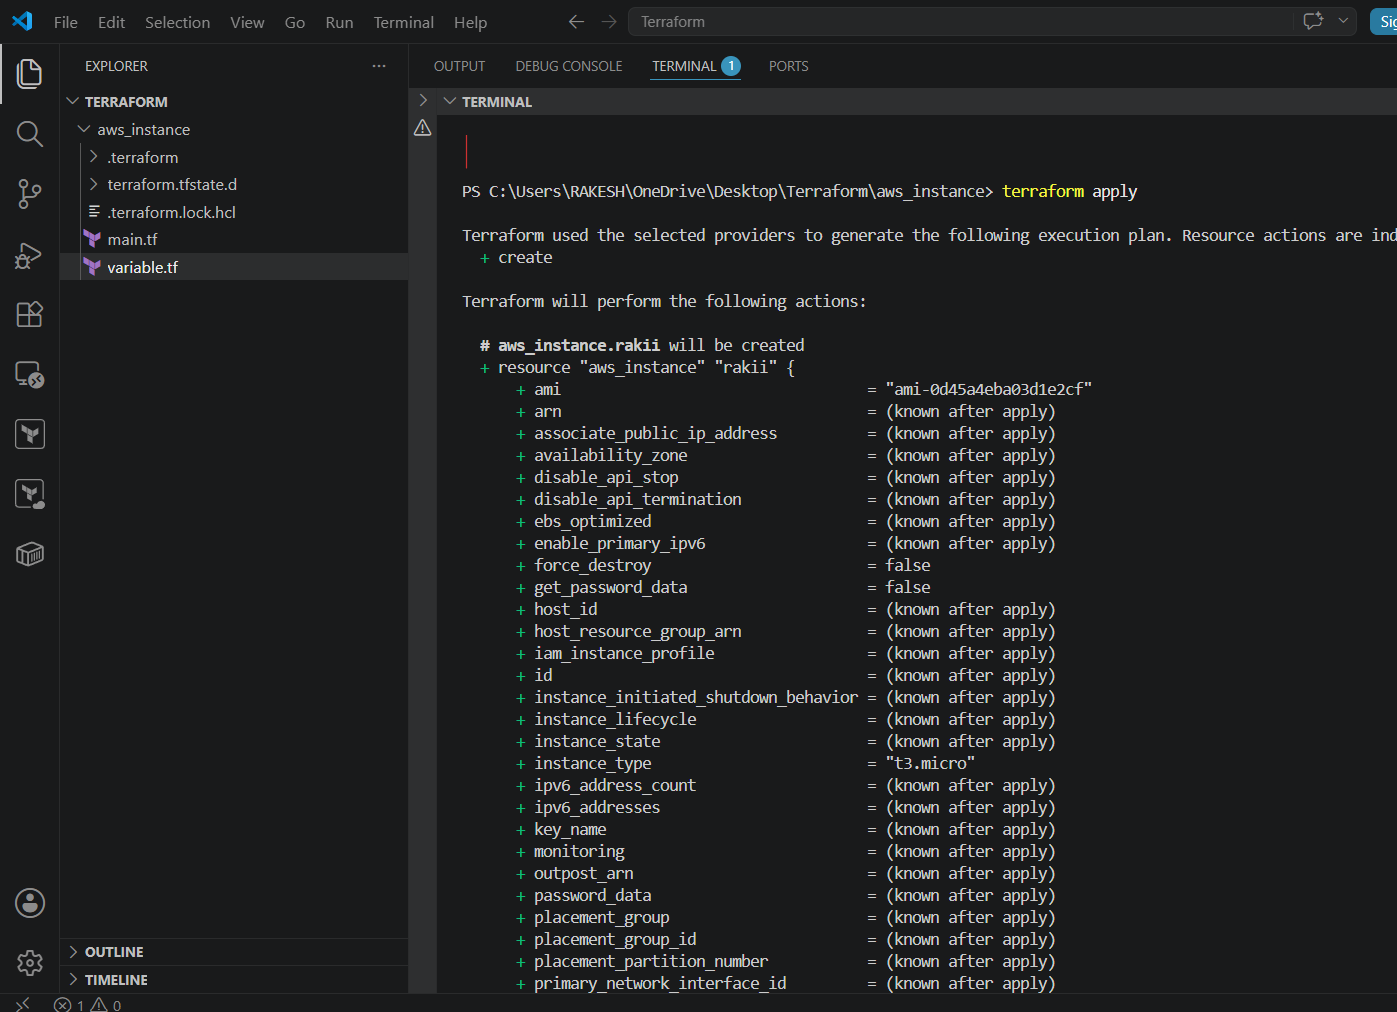 File Edit Selection View Go Run Terminal Help
Terraform
EXPLORER
TERRAFORM
aws_instance
.terraform
terraform.tfstate.d
.terraform.lock.hcl
main.tf
variable.tf
OUTLINE
TIMELINE
1 0
OUTPUT DEBUG CONSOLE TERMINAL 1 PORTS
TERMINAL
PS C:\Users\RAKESH\OneDrive\Desktop\Terraform\aws_instance> terraform apply
Terraform used the selected providers to generate the following execution plan. Resource actions are ind
+ create
Terraform will perform the following actions:
# aws_instance.rakii will be created
+ resource "aws_instance" "rakii" {
+ ami = "ami-0d45a4eba03d1e2cf"
+ arn = (known after apply)
+ associate_public_ip_address = (known after apply)
+ availability_zone = (known after apply)
+ disable_api_stop = (known after apply)
+ disable_api_termination = (known after apply)
+ ebs_optimized = (known after apply)
+ enable_primary_ipv6 = (known after apply)
+ force_destroy = false
+ get_password_data = false
+ host_id = (known after apply)
+ host_resource_group_arn = (known after apply)
+ iam_instance_profile = (known after apply)
+ id = (known after apply)
+ instance_initiated_shutdown_behavior = (known after apply)
+ instance_lifecycle = (known after apply)
+ instance_state = (known after apply)
+ instance_type = "t3.micro"
+ ipv6_address_count = (known after apply)
+ ipv6_addresses = (known after apply)
+ key_name = (known after apply)
+ monitoring = (known after apply)
+ outpost_arn = (known after apply)
+ password_data = (known after apply)
+ placement_group = (known after apply)
+ placement_group_id = (known after apply)
+ placement_partition_number = (known after apply)
+ primary_network_interface_id = (known after apply)